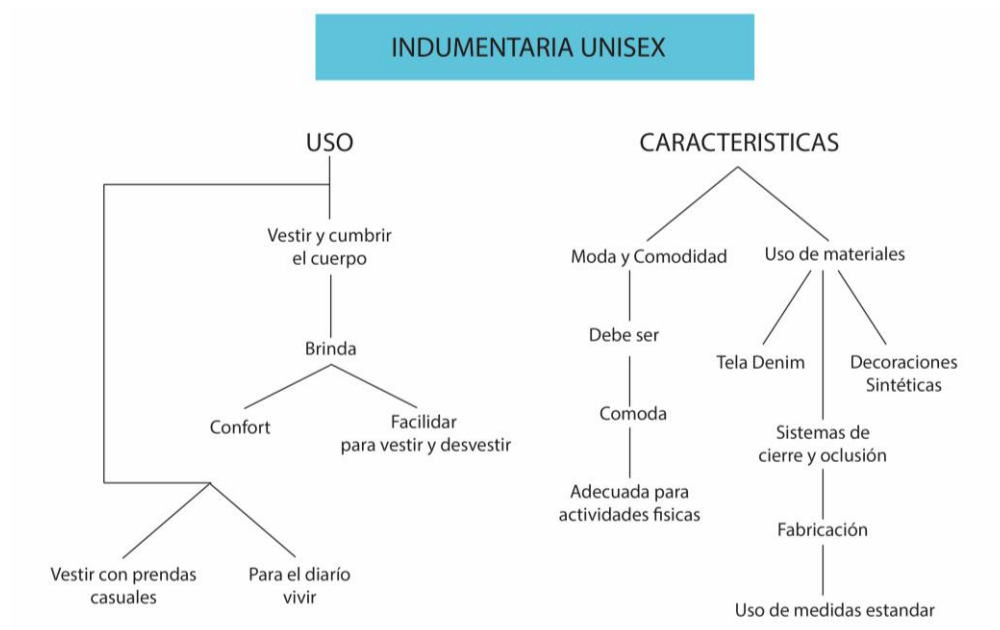 INDUMENTARIA UNISEX
USO
Vestir y cumbrir
el cuerpo
Brinda
Confort
Facilidar
para vestir y desvestir
Vestir con prendas
casuales
Para el diarío
vivir
CARACTERISTICAS
Moda y Comodidad
Debe ser
Comoda
Adecuada para
actividades fisicas
Uso de materiales
Tela Denim
Decoraciones
Sintéticas
Sistemas de
cierre y oclusión
Fabricación
Uso de medidas estandar